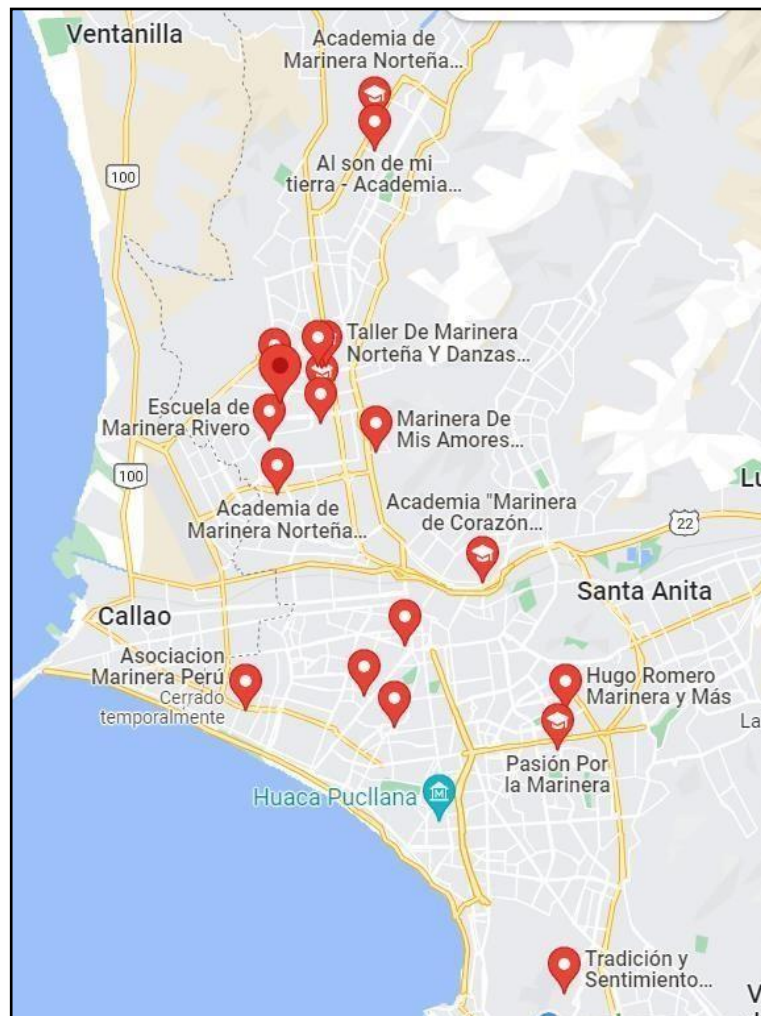 Ventanilla
Academia de
Marinera Norteña...
Al son de mi
tierra - Academia...
100
Taller De Marinera
Norteña Y Danzas...
Escuela de
Marinera Rivero
Marinera De
Mis Amores...
100
Academia de
Marinera Norteña...
Academia "Marinera
de Corazón...
Lu
22
Santa Anita
Callao
Asociacion
Marinera Perú
Cerrado
temporalmente
Hugo Romero
Marinera y Más
La
Pasión Por
la Marinera
Huaca Pucllana
Tradición y
Sentimiento...
V